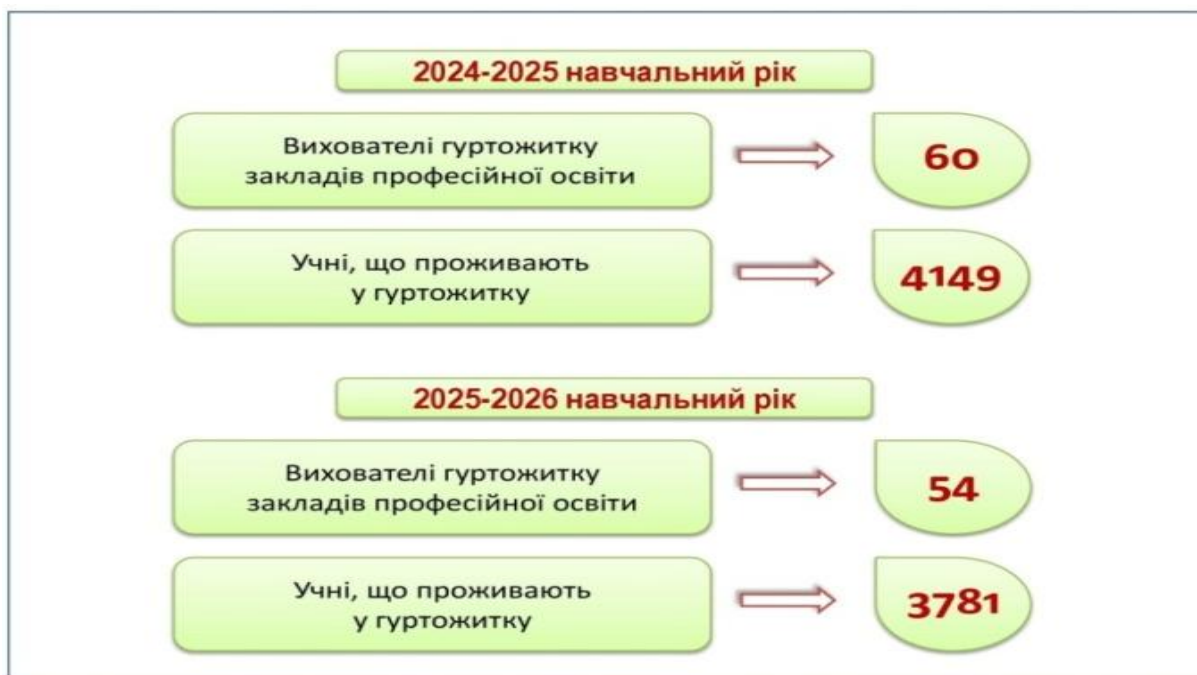 2024-2025 навчальний рік
Вихователі гуртожитку
закладів професійної освіти
60
Учні, що проживають
у гуртожитку
4149
2025-2026 навчальний рік
Вихователі гуртожитку
закладів професійної освіти
54
Учні, що проживають
у гуртожитку
3781